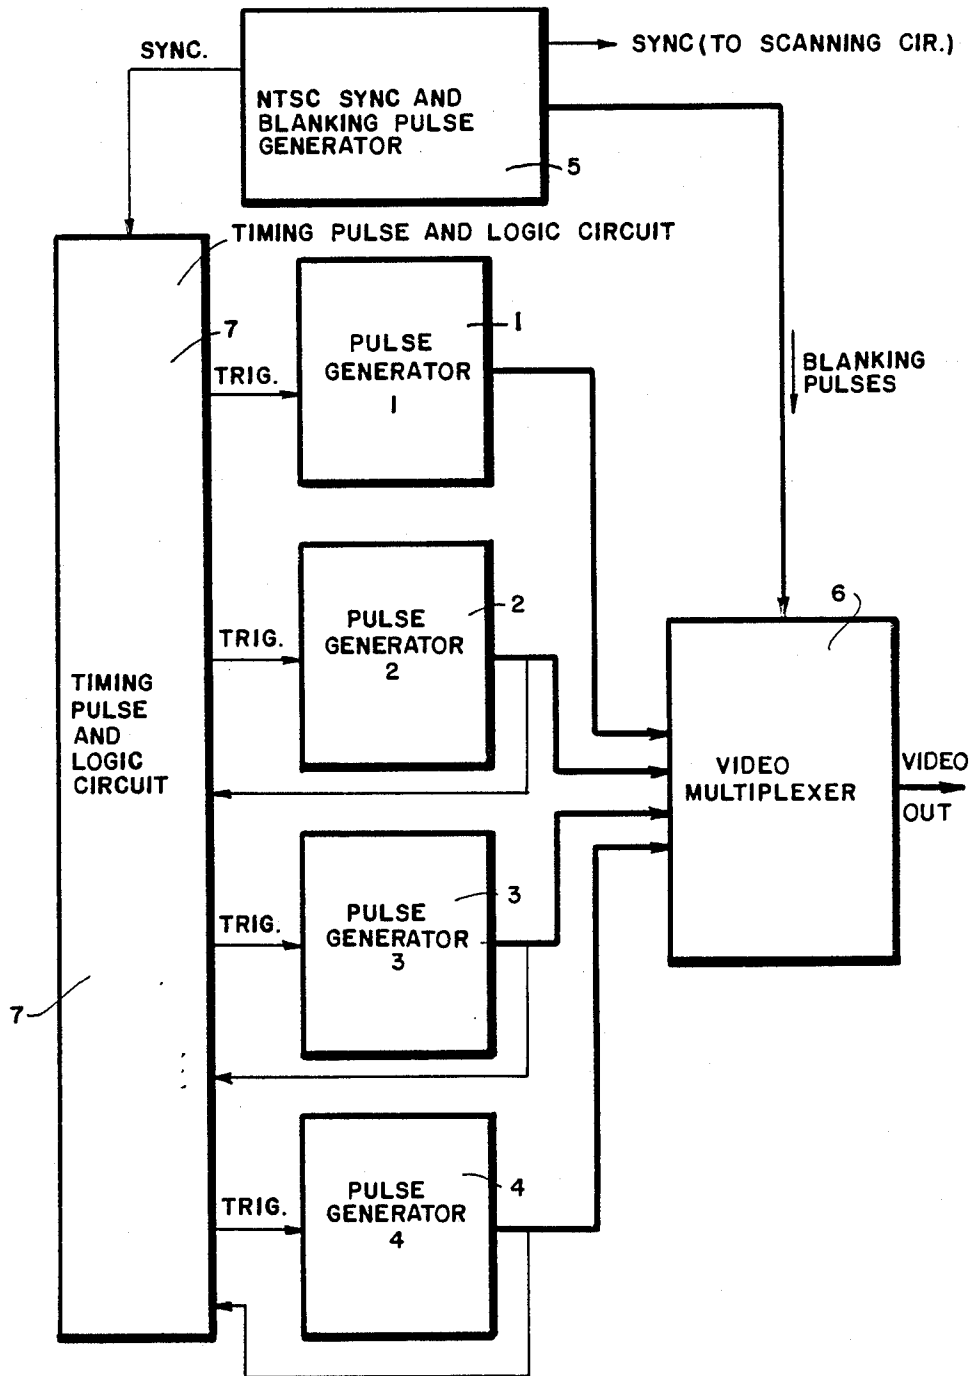 SYNC.
SYNC (TO SCANNING CIR.)
NTSC SYNC AND
BLANKING PULSE
GENERATOR
5
TIMING PULSE AND LOGIC CIRCUIT
7
TRIG.
PULSE
GENERATOR
1
1
BLANKING
PULSES
TRIG.
PULSE
GENERATOR
2
2
6
TIMING
PULSE
AND
LOGIC
CIRCUIT
VIDEO
MULTIPLEXER
VIDEO
OUT
TRIG.
PULSE
GENERATOR
3
3
7
TRIG.
PULSE
GENERATOR
4
4